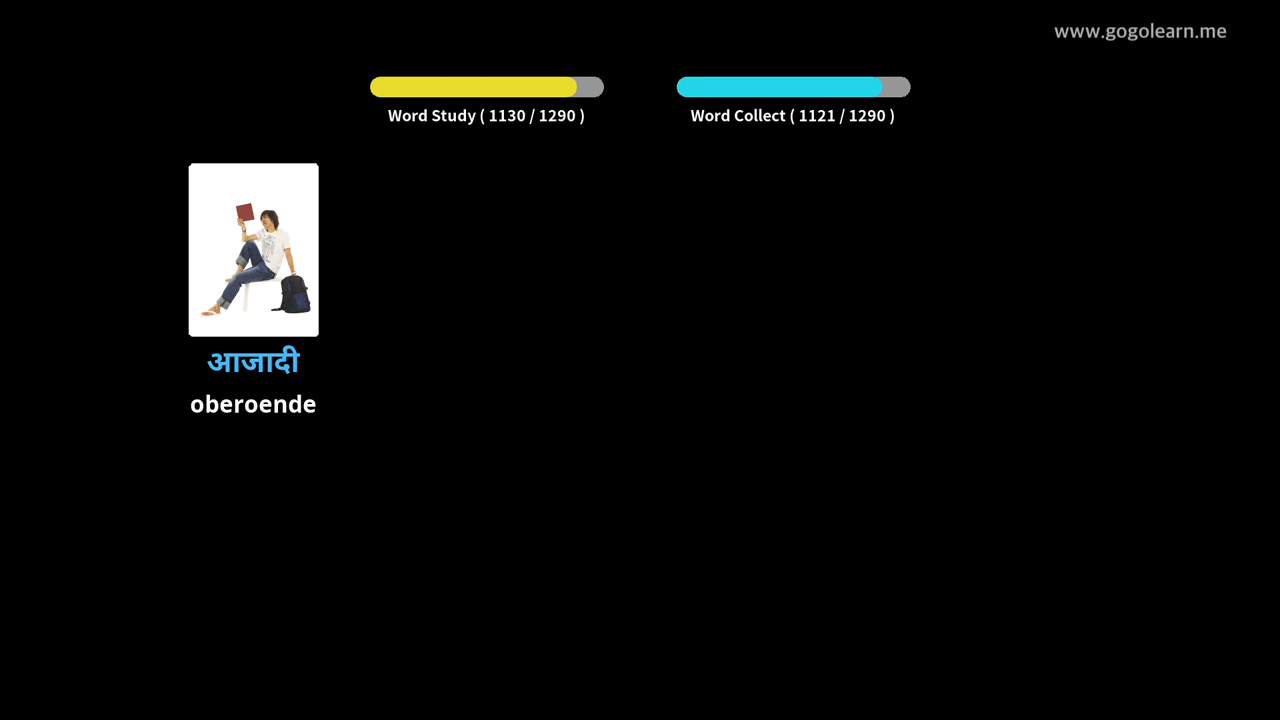 www.gogolearn.me
Word Study ( 1130 / 1290 )
Word Collect ( 1121 / 1290 )
आजादी
oberoende